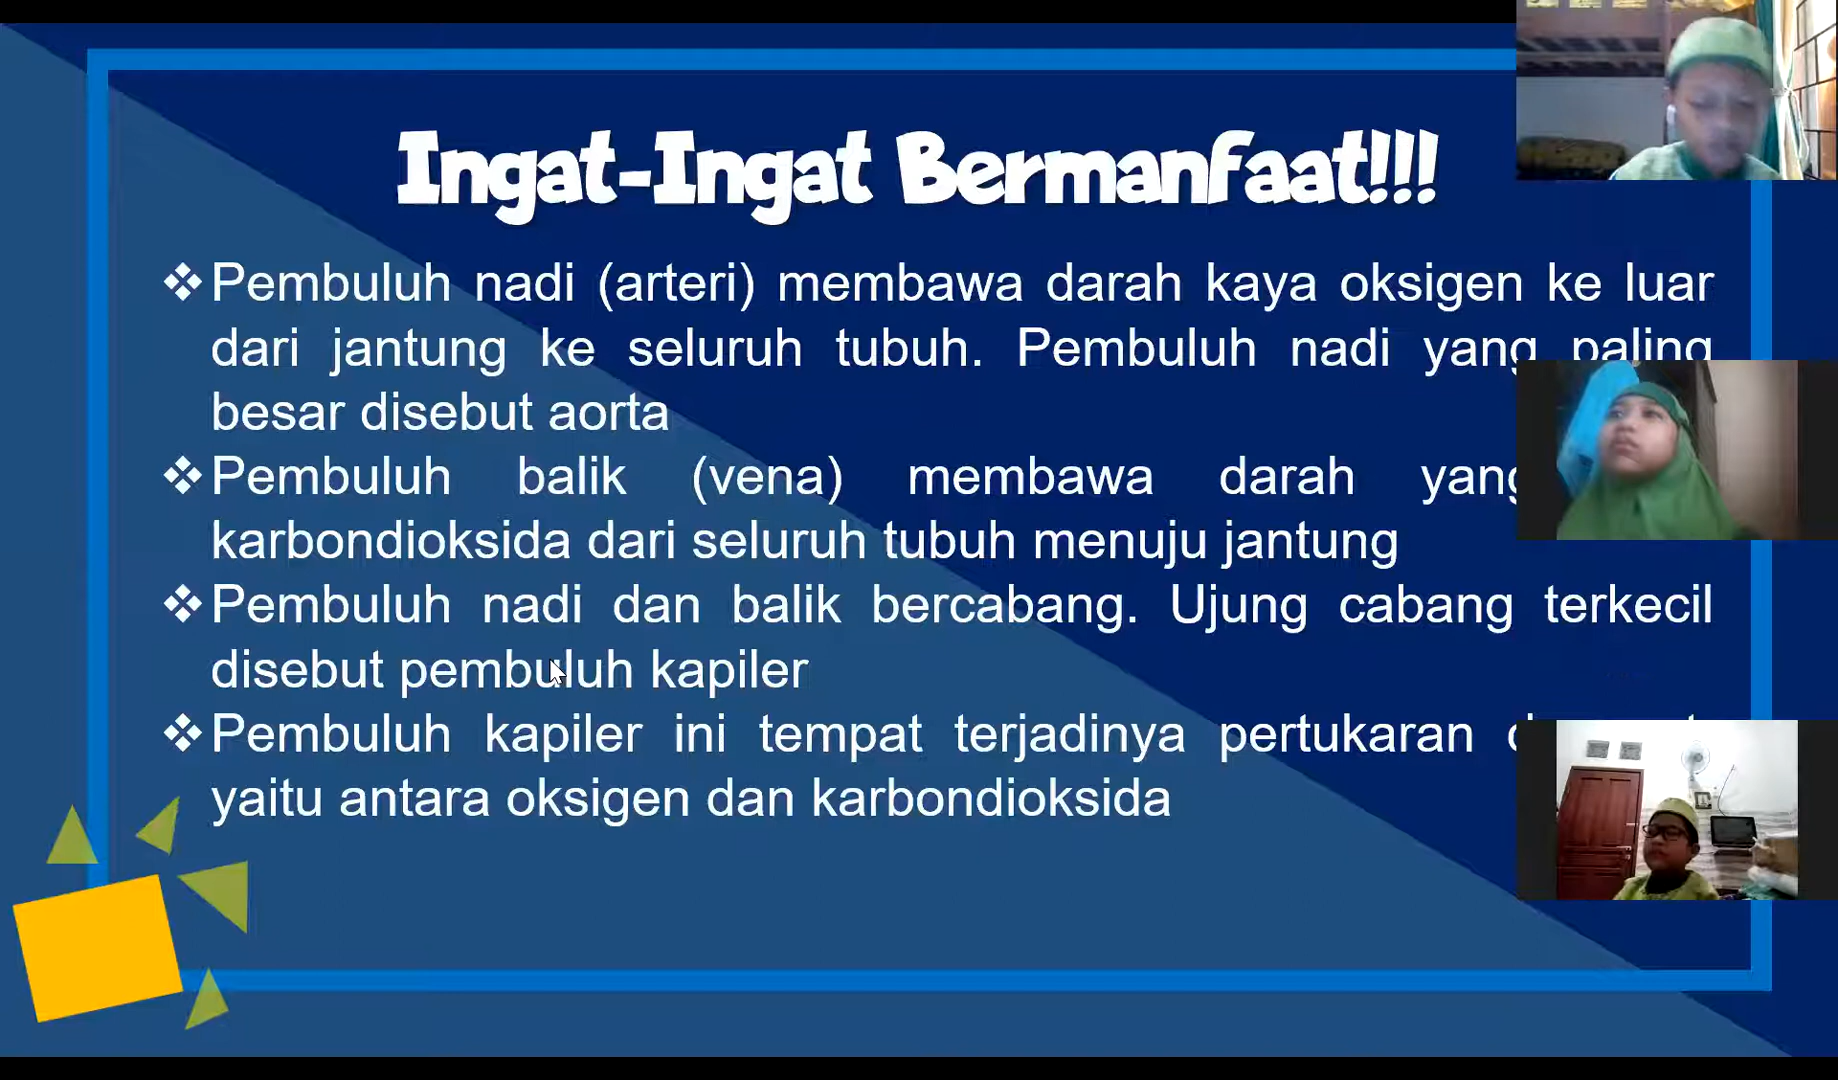 Ingat-Ingat Bermanfaat!!!
❖Pembuluh nadi (arteri) membawa darah kaya oksigen ke luar
dari jantung ke seluruh tubuh. Pembuluh nadi yang paling
besar disebut aorta
❖Pembuluh balik (vena) membawa darah yang
karbondioksida dari seluruh tubuh menuju jantung
❖Pembuluh nadi dan balik bercabang. Ujung cabang terkecil
disebut pembuluh kapiler
❖Pembuluh kapiler ini tempat terjadinya pertukaran
yaitu antara oksigen dan karbondioksida